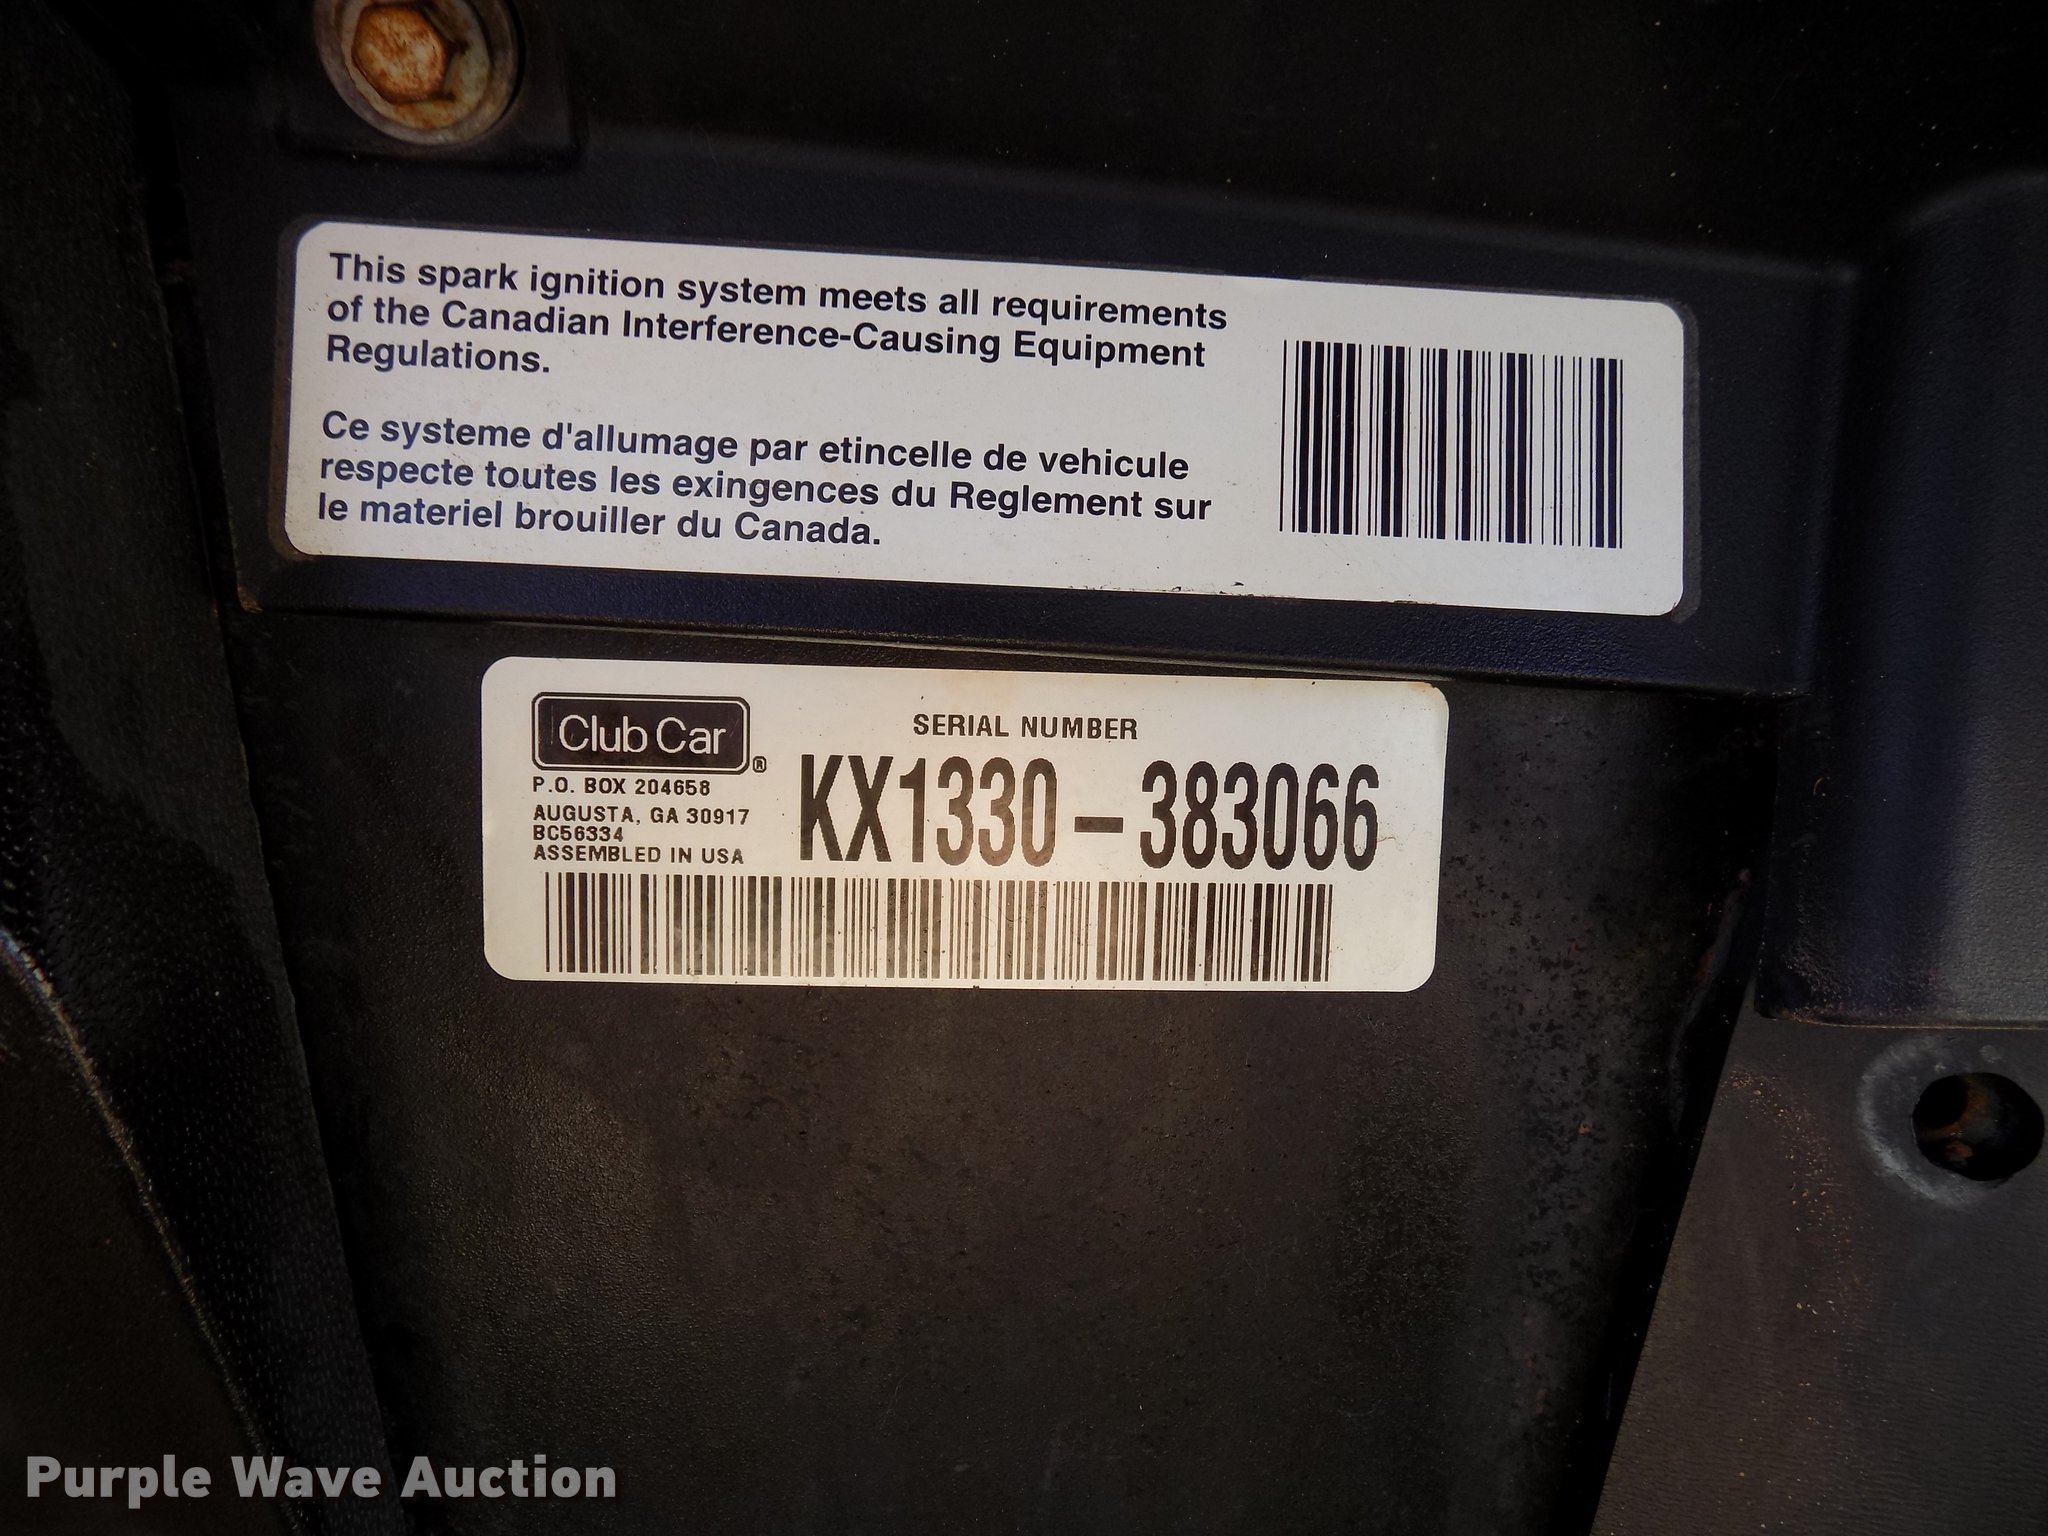 This spark ignition system meets all requirements
of the Canadian Interference-Causing Equipment
Regulations.
Ce systeme d'allumage par etincelle de vehicule
respecte toutes les exingences du Reglement sur
le materiel brouiller du Canada.
Club Car®
P.O. BOX 204658
AUGUSTA, GA 30917
BC56334
ASSEMBLED IN USA
SERIAL NUMBER
KX1330-383066
Purple Wave Auction